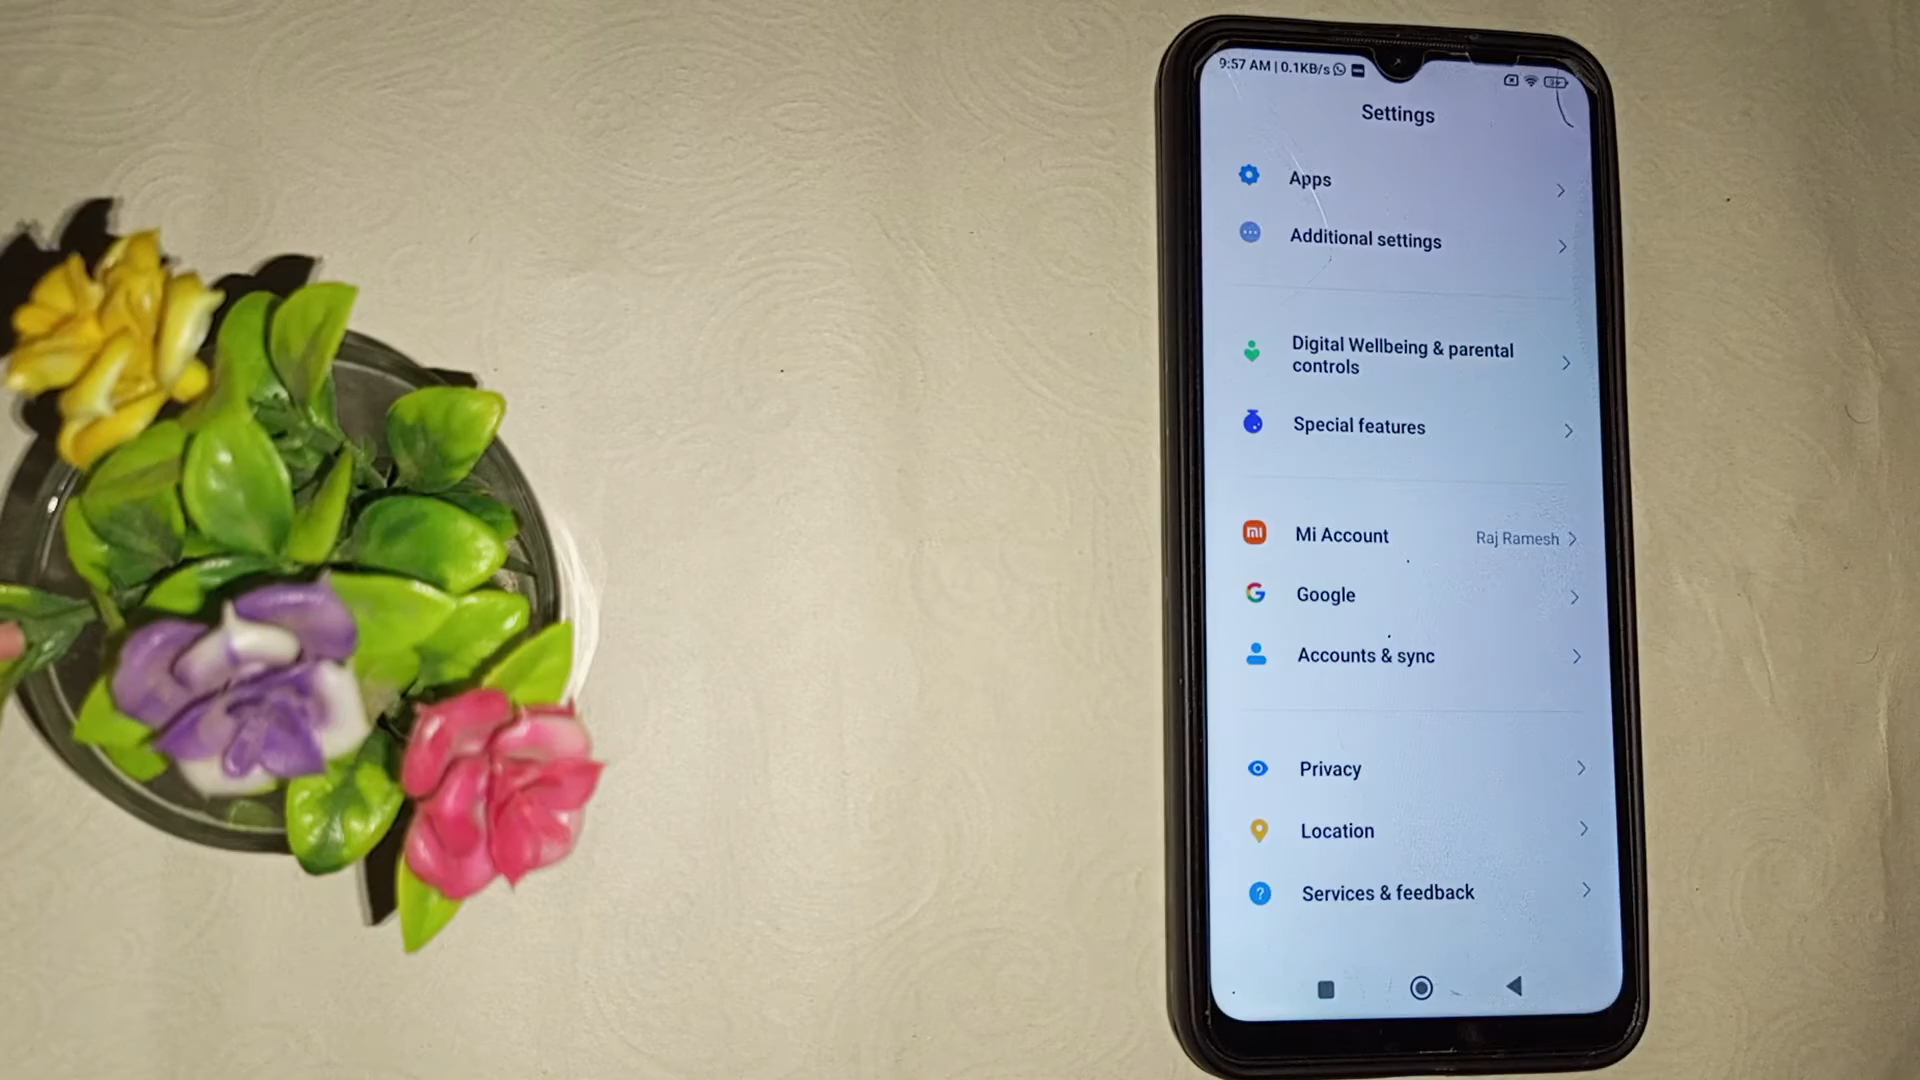 9:57 AM | 0.1KB/s
Settings
Apps
Additional settings
Digital Wellbeing & parental
controls
Special features
Mi Account
Raj Ramesh
Google
Accounts & sync
Privacy
Location
Services & feedback